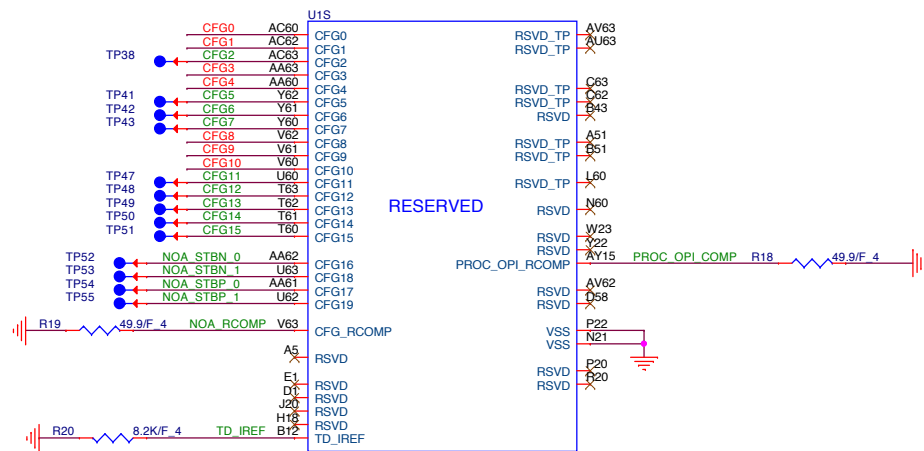 U1S
CFG0 AC60 CFG0 RSVD_TP AV63
CFG1 AC62 CFG1 RSVD_TP AU63
TP38 CFG2 AC63 CFG2
CFG3 AA63 CFG3
CFG4 AA60 CFG4 RSVD_TP C63
TP41 CFG5 Y62 CFG5 RSVD_TP C62
TP42 CFG6 Y61 CFG6 RSVD B43
TP43 CFG7 Y60 CFG7
CFG8 V62 CFG8 RSVD_TP A51
CFG9 V61 CFG9 RSVD_TP B51
CFG10 V60 CFG10
TP47 CFG11 U60 CFG11 RSVD_TP L60
TP48 CFG12 T63 CFG12
TP49 CFG13 T62 CFG13 RESERVED RSVD N60
TP50 CFG14 T61 CFG14
TP51 CFG15 T60 CFG15 RSVD W23
RSVD Y22
TP52 NOA_STBN_0 AA62 CFG16 PROC_OPI_RCOMP AY15 PROC_OPI_COMP R18 49.9/F_4
TP53 NOA_STBN_1 U63 CFG18
TP54 NOA_STBP_0 AA61 CFG17 RSVD AV62
TP55 NOA_STBP_1 U62 CFG19 RSVD D58
R19 49.9/F_4 NOA_RCOMP V63 CFG_RCOMP VSS P22
VSS N21
A5 RSVD
RSVD P20
E1 RSVD RSVD R20
D1 RSVD
J20 RSVD
H18 RSVD
R20 8.2K/F_4 TD_IREF B12 TD_IREF